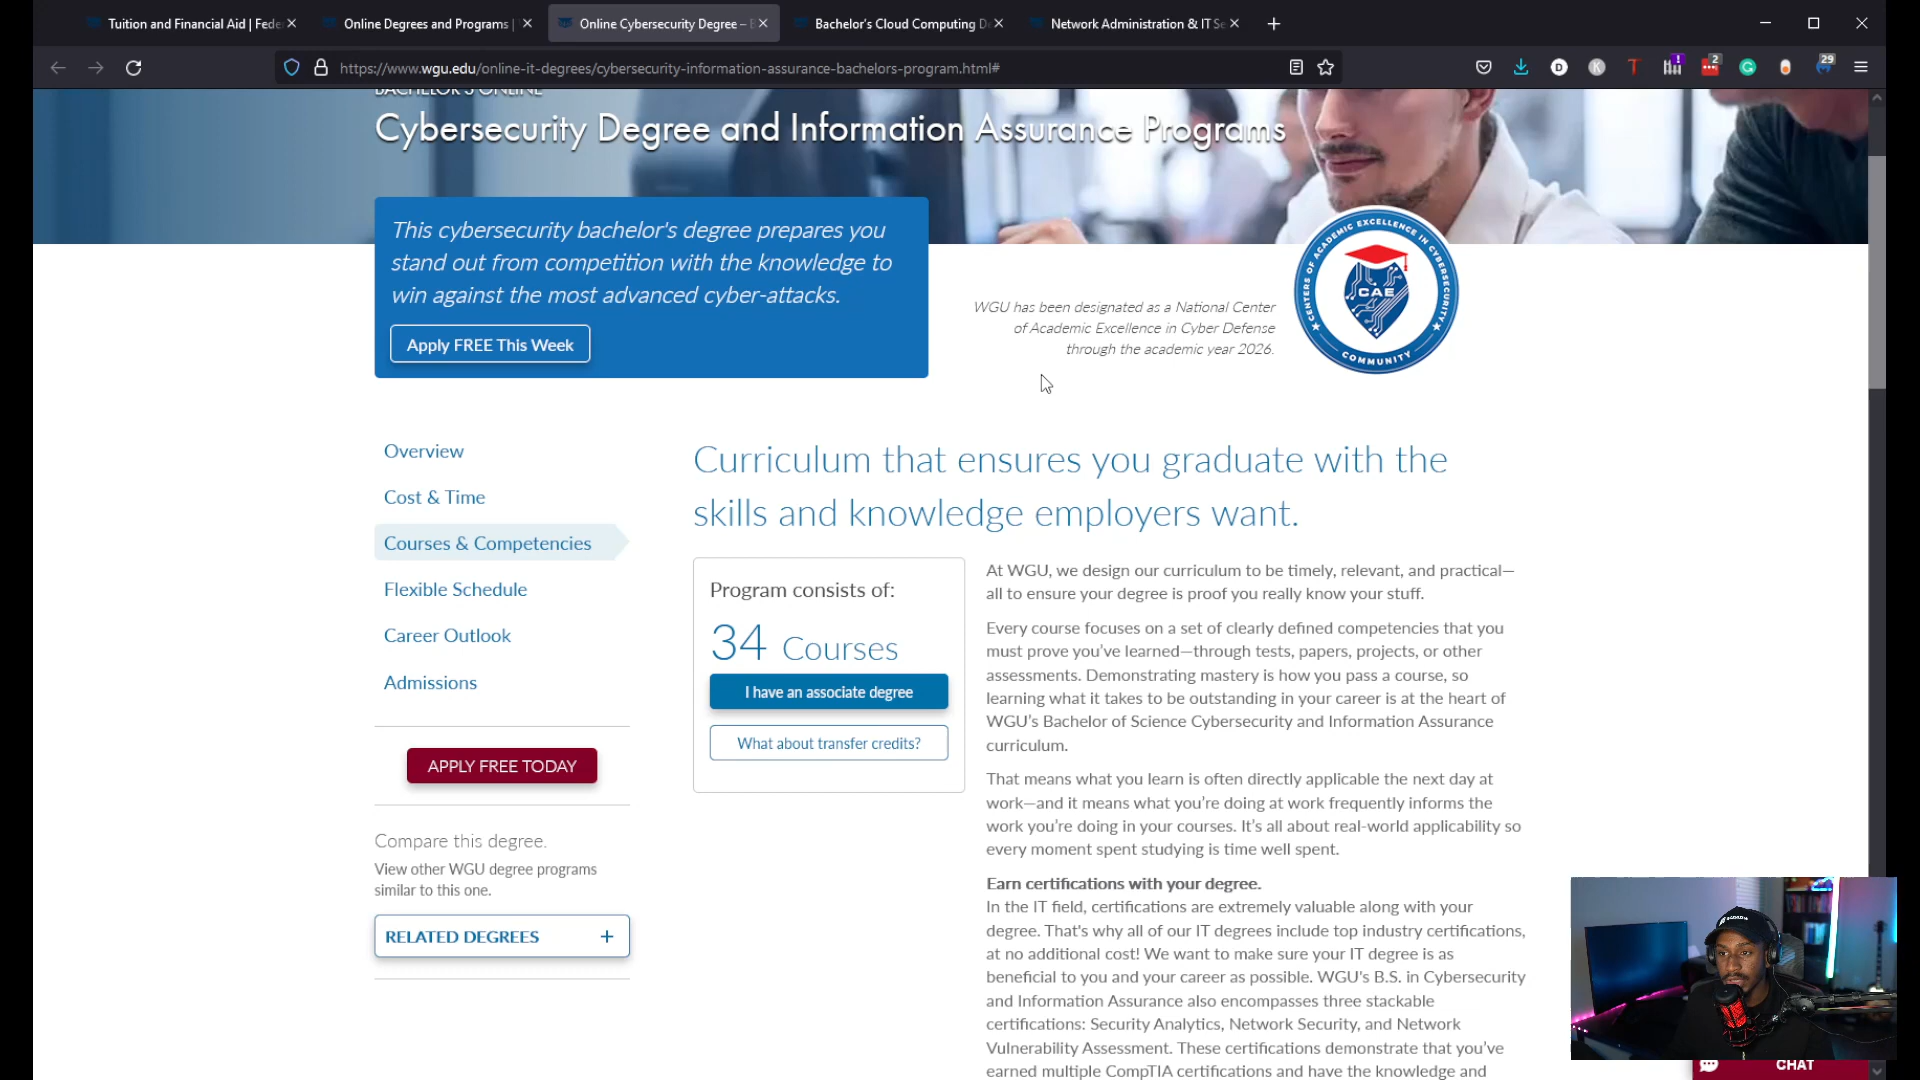 Tuition and Financial Aid | Fede
Online Degrees and Programs |
Online Cybersecurity Degree –
Bachelor's Cloud Computing D
Network Administration & IT Se
https://www.wgu.edu/online-it-degrees/cybersecurity-information-assurance-bachelors-program.html#
29
2
BACHELOR'S ONLINE
Cybersecurity Degree and Information Assurance Programs
This cybersecurity bachelor's degree prepares you
stand out from competition with the knowledge to
win against the most advanced cyber-attacks.
Apply FREE This Week
WGU has been designated as a National Center
of Academic Excellence in Cyber Defense
through the academic year 2026.
CENTERS OF ACADEMIC EXCELLENCE IN CYBERSECURITY
CAE
COMMUNITY
Overview
Cost & Time
Courses & Competencies
Flexible Schedule
Career Outlook
Admissions
APPLY FREE TODAY
Compare this degree.
View other WGU degree programs
similar to this one.
RELATED DEGREES +
Curriculum that ensures you graduate with the
skills and knowledge employers want.
Program consists of:
34 Courses
I have an associate degree
What about transfer credits?
At WGU, we design our curriculum to be timely, relevant, and practical—
all to ensure your degree is proof you really know your stuff.
Every course focuses on a set of clearly defined competencies that you
must prove you've learned—through tests, papers, projects, or other
assessments. Demonstrating mastery is how you pass a course, so
learning what it takes to be outstanding in your career is at the heart of
WGU's Bachelor of Science Cybersecurity and Information Assurance
curriculum.
That means what you learn is often directly applicable the next day at
work—and it means what you're doing at work frequently informs the
work you're doing in your courses. It's all about real-world applicability so
every moment spent studying is time well spent.
Earn certifications with your degree.
In the IT field, certifications are extremely valuable along with your
degree. That's why all of our IT degrees include top industry certifications,
at no additional cost! We want to make sure your IT degree is as
beneficial to you and your career as possible. WGU's B.S. in Cybersecurity
and Information Assurance also encompasses three stackable
certifications: Security Analytics, Network Security, and Network
Vulnerability Assessment. These certifications demonstrate that you've
earned multiple CompTIA certifications and have the knowledge and
CHAT